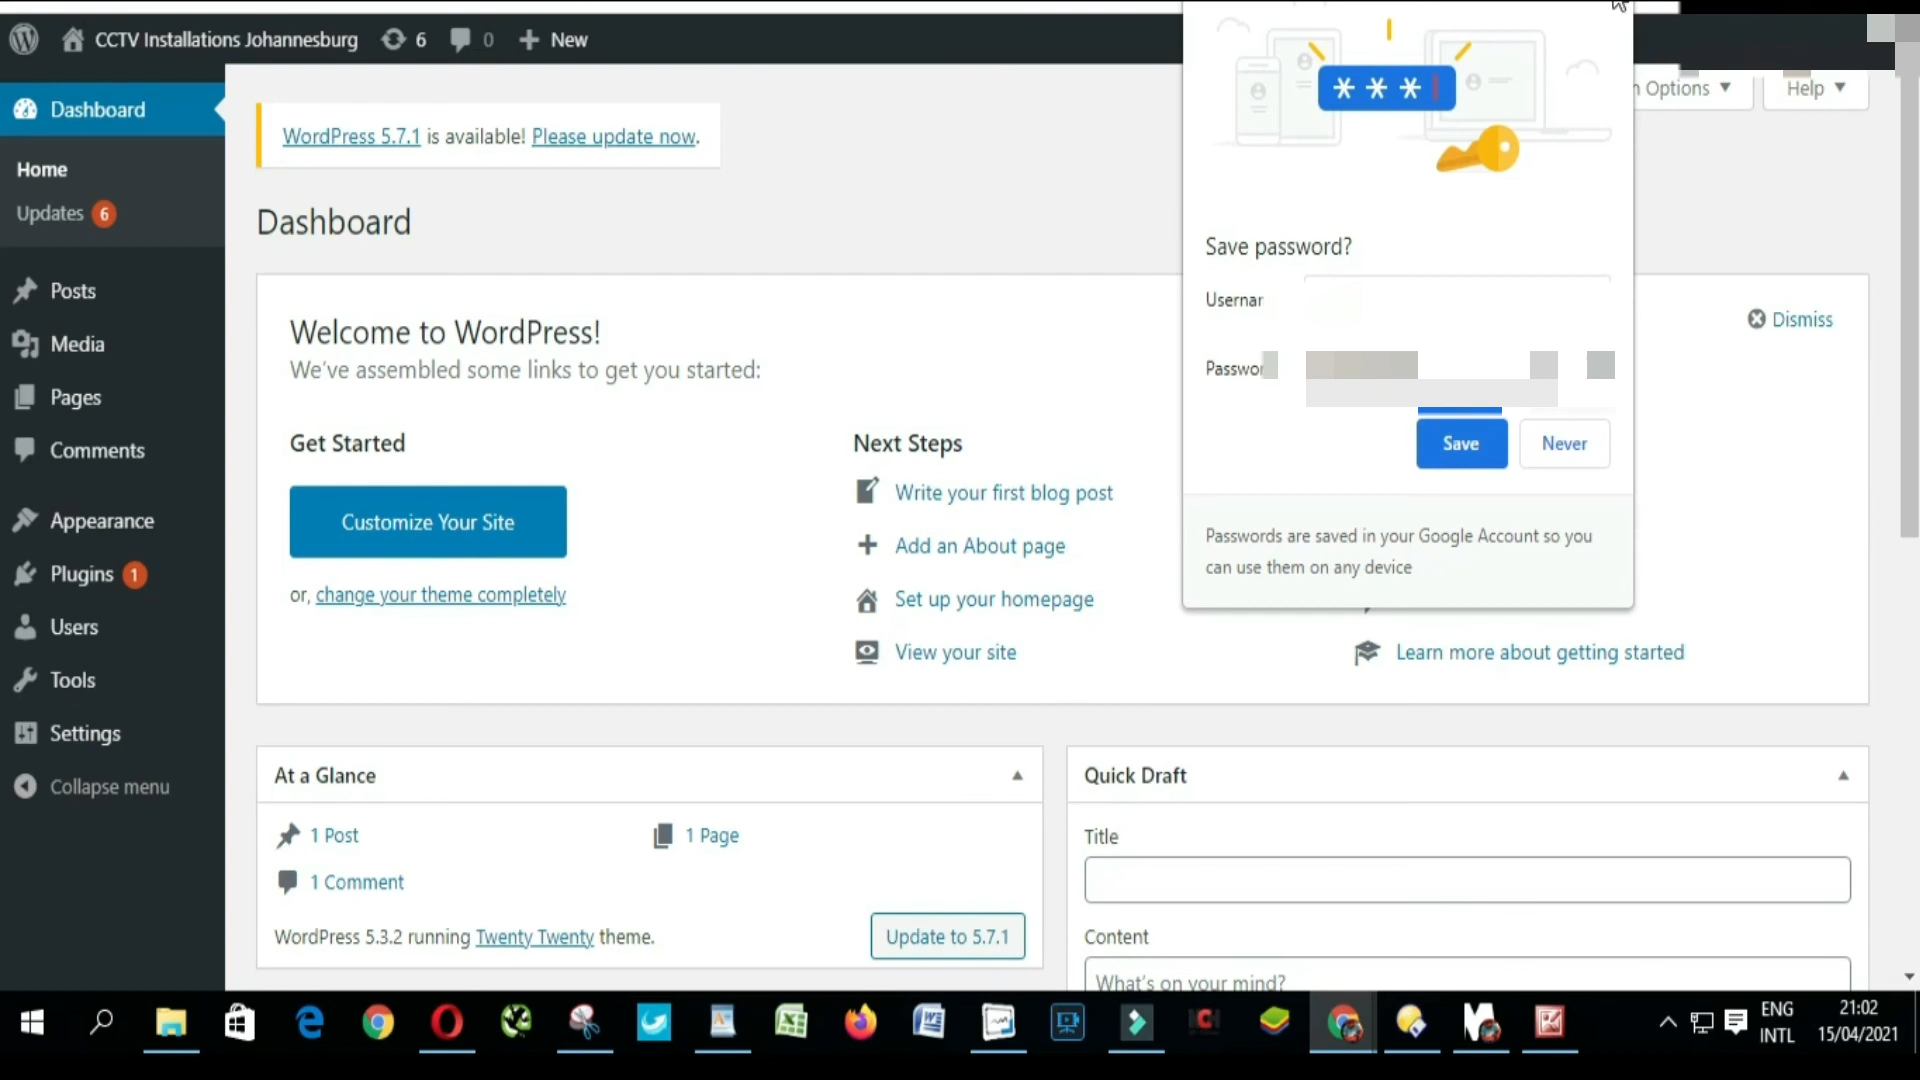 CCTV Installations Johannesburg 6 0 New
Options Help
Dashboard
Home
Updates 6
Posts
Media
Pages
Comments
Appearance
Plugins 1
Users
Tools
Settings
Collapse menu
WordPress 5.7.1 is available! Please update now.
Dashboard
Welcome to WordPress!
We've assembled some links to get you started:
Dismiss
Get Started
Customize Your Site
or, change your theme completely
Next Steps
Write your first blog post
Add an About page
Set up your homepage
View your site
Learn more about getting started
***
Save password?
Usernar
Passwor
Save Never
Passwords are saved in your Google Account so you
can use them on any device
At a Glance
1 Post 1 Page
1 Comment
WordPress 5.3.2 running Twenty Twenty theme.
Update to 5.7.1
Quick Draft
Title
Content
What's on your mind?
ENG
INTL
21:02
15/04/2021